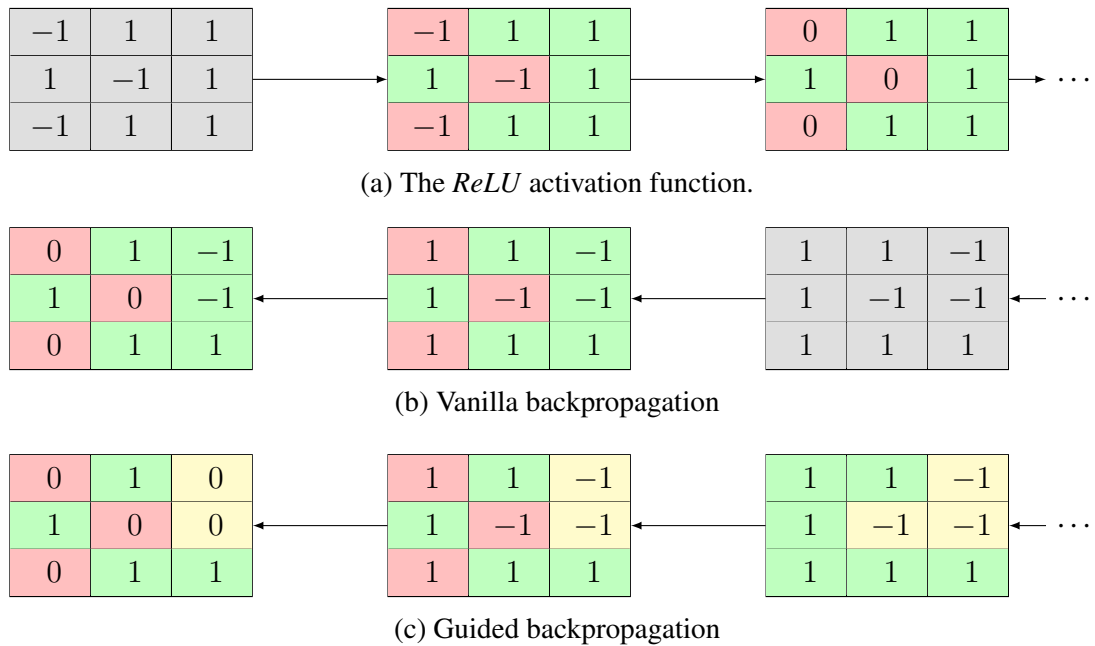 −1 1 1 −1 1 1 0 1 1
1 −1 1 1 −1 1 1 0 1 ⋯
−1 1 1 −1 1 1 0 1 1
(a) The ReLU activation function.
0 1 −1 1 1 −1 1 1 −1
1 0 −1 1 −1 −1 1 −1 −1 ⋯
0 1 1 1 1 1 1 1 1
(b) Vanilla backpropagation
0 1 0 1 1 −1 1 1 −1
1 0 0 1 −1 −1 1 −1 −1 ⋯
0 1 1 1 1 1 1 1 1
(c) Guided backpropagation